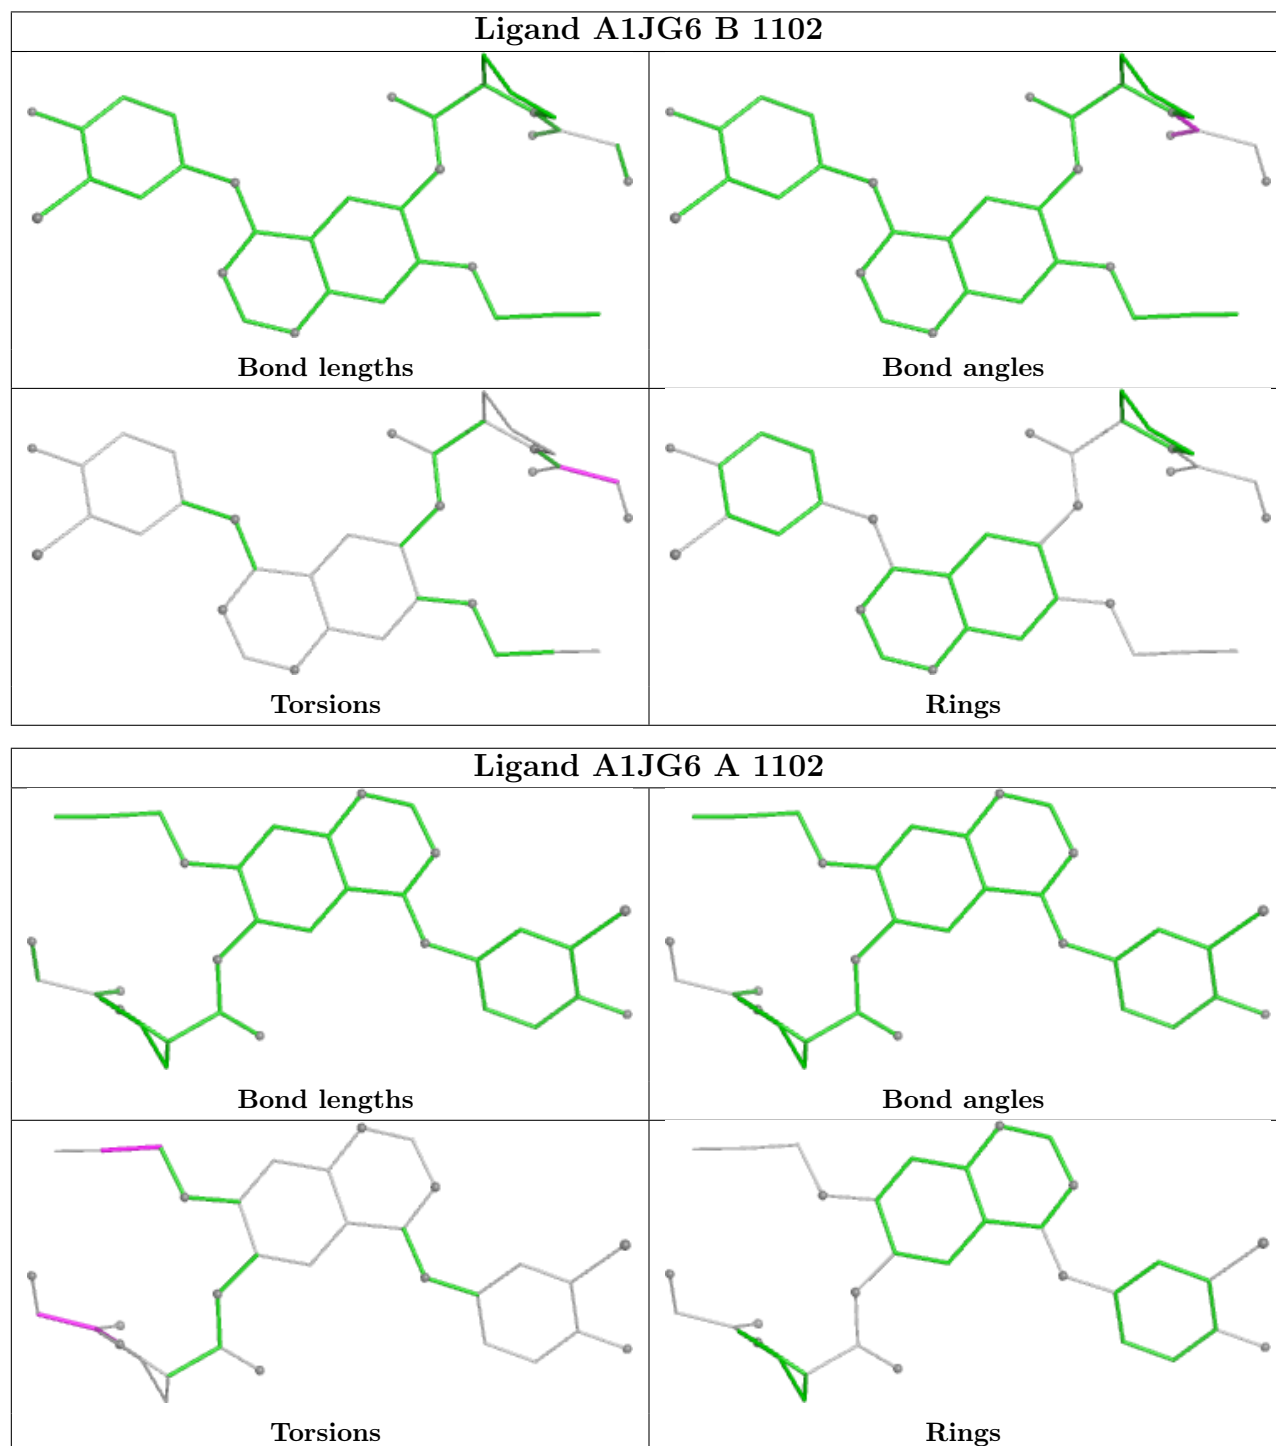 Ligand A1JG6 B 1102
Bond lengths
Bond angles
Torsions
Rings
Ligand A1JG6 A 1102
Bond lengths
Bond angles
Torsions
Rings